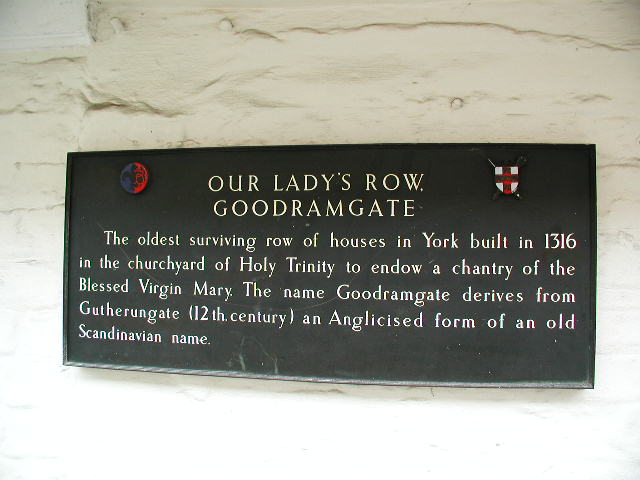 OUR LADY'S ROW,
GOODRAMGATE
The oldest surviving row of houses in York built in 1316
in the churchyard of Holy Trinity to endow a chantry of the
Blessed Virgin Mary. The name Goodramgate derives from
Gutherungate (12th. century) an Anglicised form of an old
Scandinavian name.